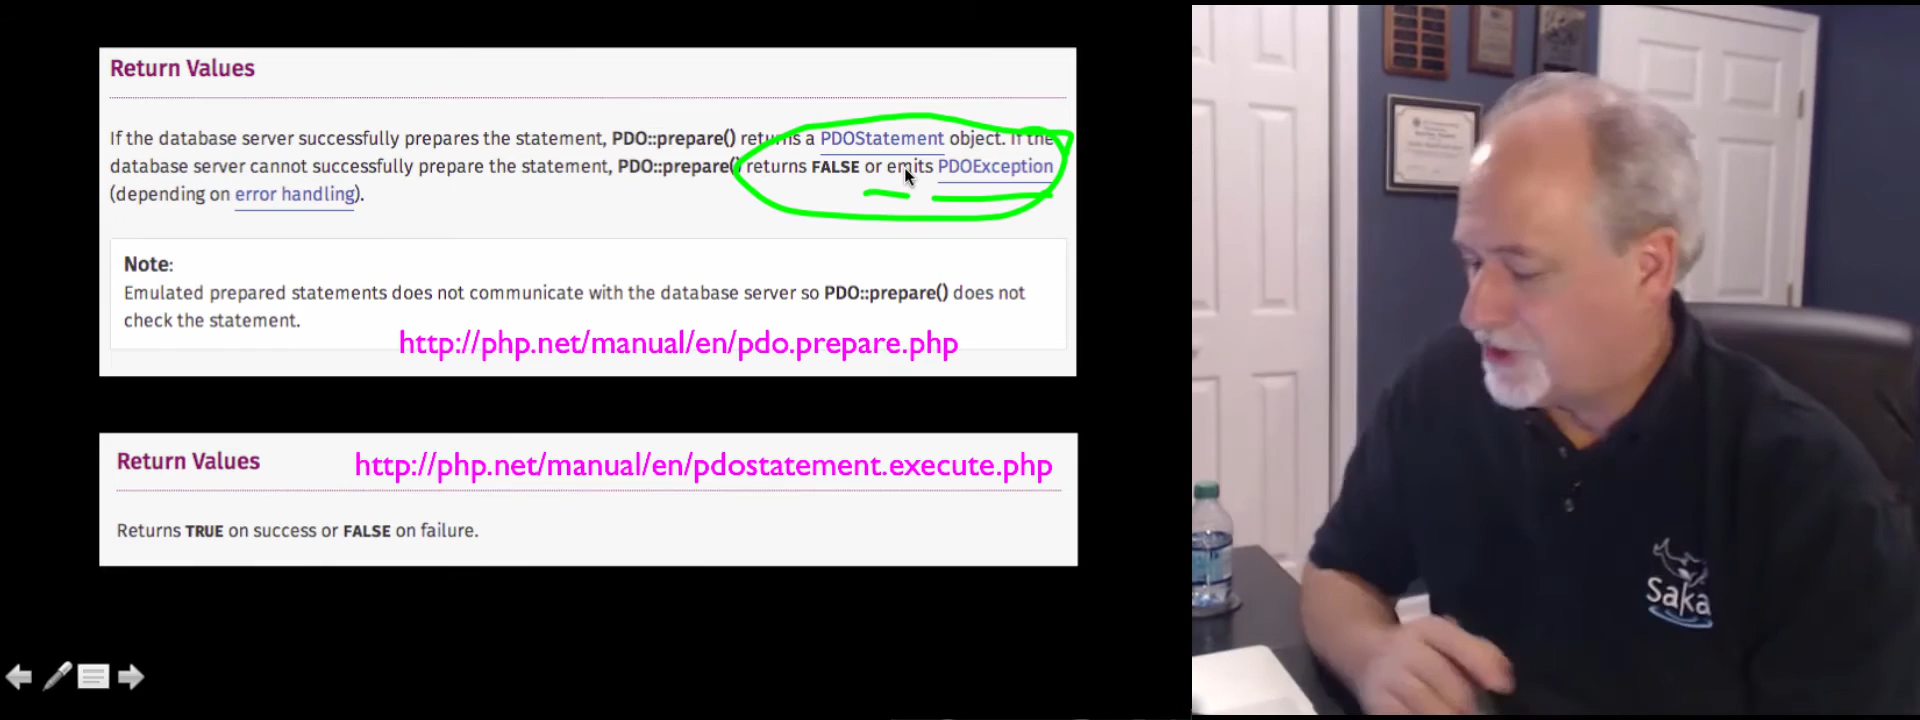 Return Values
If the database server successfully prepares the statement, PDO::prepare() returns a PDOStatement object. If the
database server cannot successfully prepare the statement, PDO::prepare() returns FALSE or emits PDOException
(depending on error handling).
Note:
Emulated prepared statements does not communicate with the database server so PDO::prepare() does not
check the statement.
http://php.net/manual/en/pdo.prepare.php
Return Values
http://php.net/manual/en/pdostatement.execute.php
Returns TRUE on success or FALSE on failure.
Saka